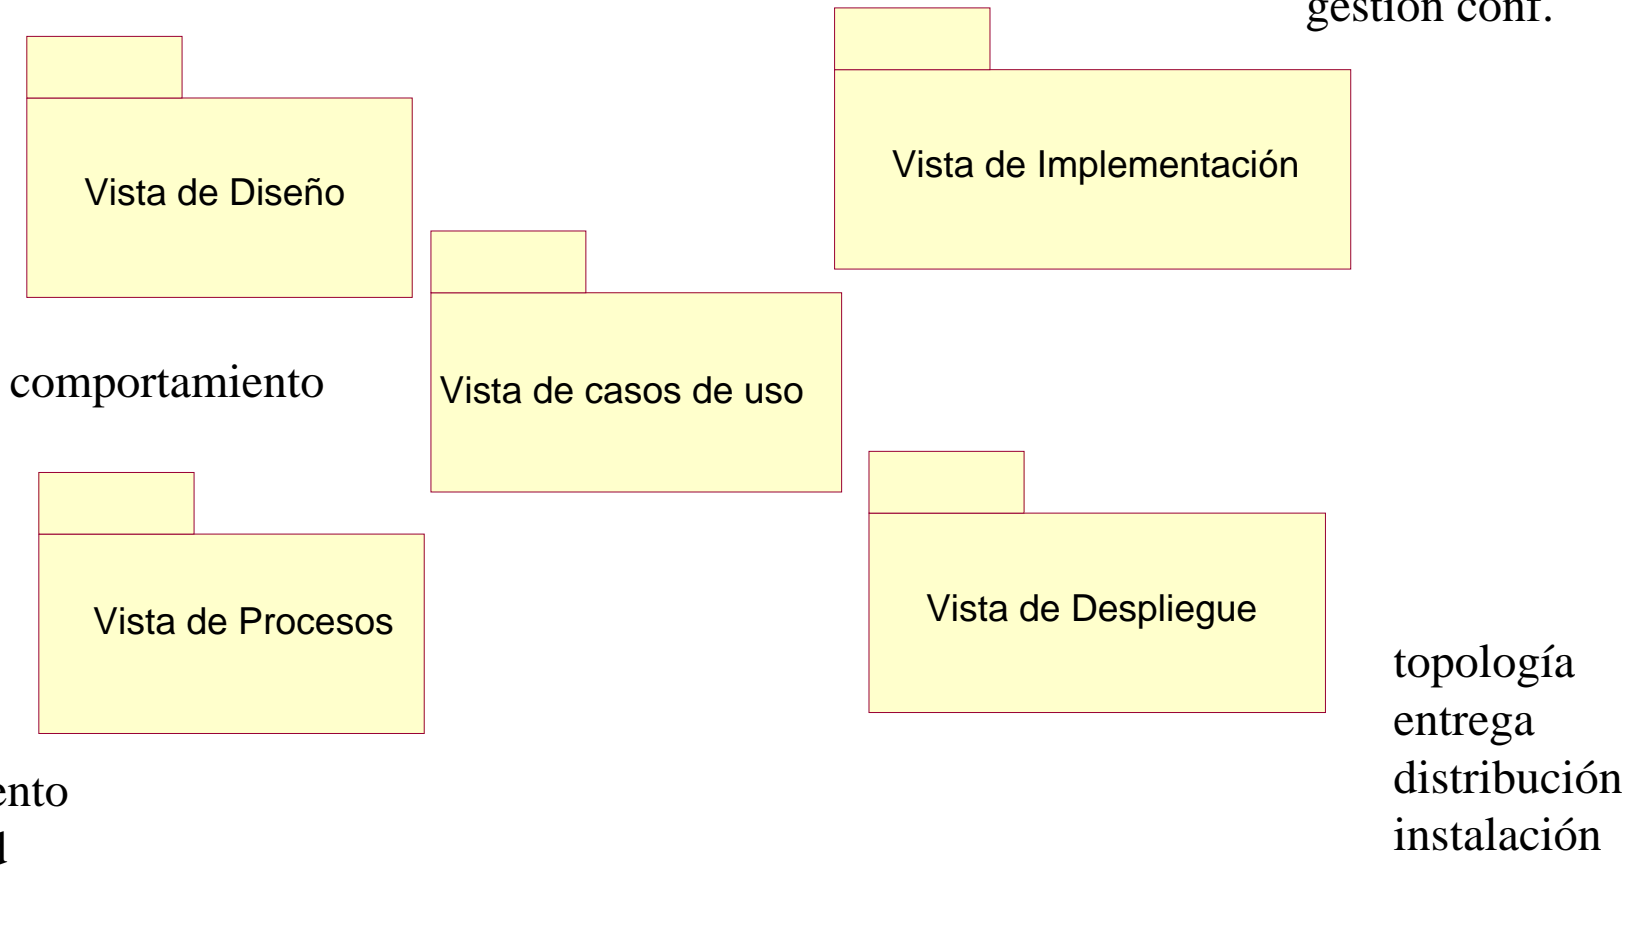 gestión conf.
Vista de Implementación
Vista de Diseño
comportamiento
Vista de casos de uso
Vista de Procesos
Vista de Despliegue
topología
entrega
distribución
instalación